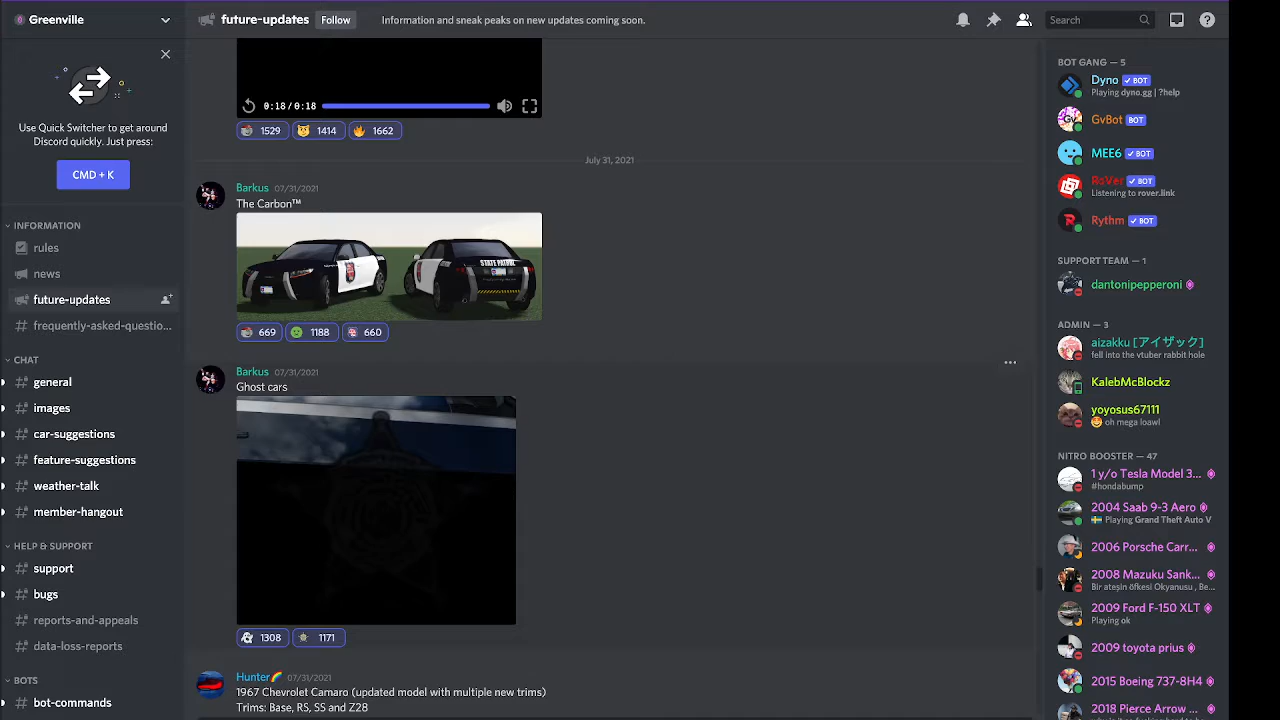 Greenville
future-updates
Follow
Information and sneak peaks on new updates coming soon.
Search
Use Quick Switcher to get around
Discord quickly. Just press:
CMD + K
INFORMATION
rules
news
future-updates
frequently-asked-questio...
CHAT
general
images
car-suggestions
feature-suggestions
weather-talk
member-hangout
HELP & SUPPORT
support
bugs
reports-and-appeals
data-loss-reports
BOTS
bot-commands
0:18/0:18
1529
1414
1662
July 31, 2021
Barkus 07/31/2021
The Carbon™
STATE PATROL
669
1188
660
Barkus 07/31/2021
Ghost cars
1308
1171
Hunter 07/31/2021
1967 Chevrolet Camaro (updated model with multiple new trims)
Trims: Base, RS, SS and Z28
BOT GANG — 5
Dyno BOT
Playing dyno.gg | ?help
GvBot BOT
MEE6 BOT
RoVer BOT
Listening to rover.link
Rythm BOT
SUPPORT TEAM — 1
dantonipepperoni
ADMIN — 3
aizakku [アイザック]
fell into the vtuber rabbit hole
KalebMcBlockz
yoyosus67111
oh mega loawl
NITRO BOOSTER — 47
1 y/o Tesla Model 3...
#hondabump
2004 Saab 9-3 Aero
Playing Grand Theft Auto V
2006 Porsche Carr...
2008 Mazuku Sank...
Bir ateşin öfkesi Okyanusu , Be...
2009 Ford F-150 XLT
Playing ok
2009 toyota prius
2015 Boeing 737-8H4
2018 Pierce Arrow ...